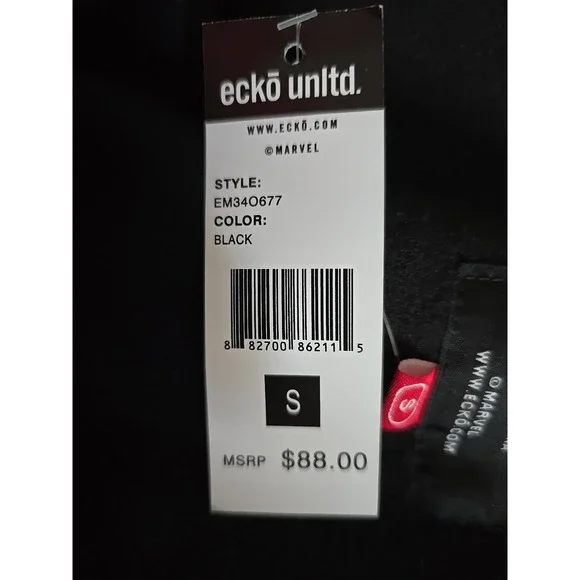 eckō unltd.
WWW.ECKŌ.COM
©MARVEL
STYLE:
EM34O677
COLOR:
BLACK
8 82700 86211 5
S
MSRP $88.00
S
© MARVEL
WWW.ECKŌ.COM